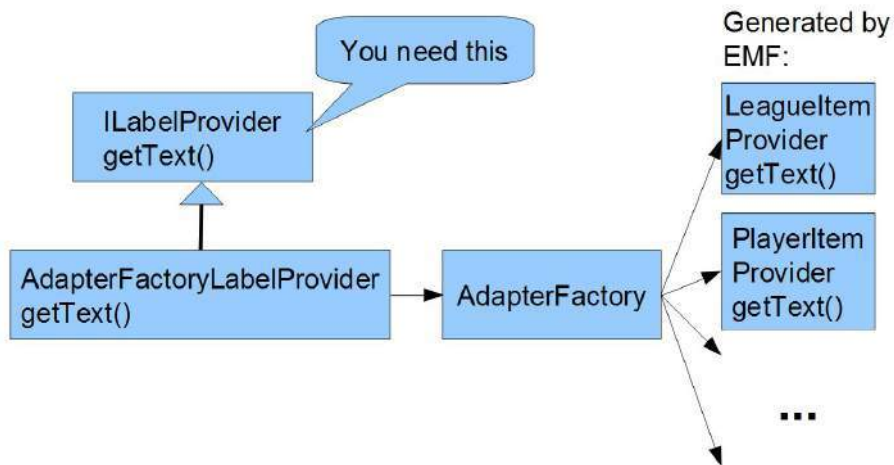 Generated by
EMF:
You need this
ILabelProvider
getText()
LeagueItem
Provider
getText()
AdapterFactoryLabelProvider
getText()
AdapterFactory
PlayerItem
Provider
getText()
...